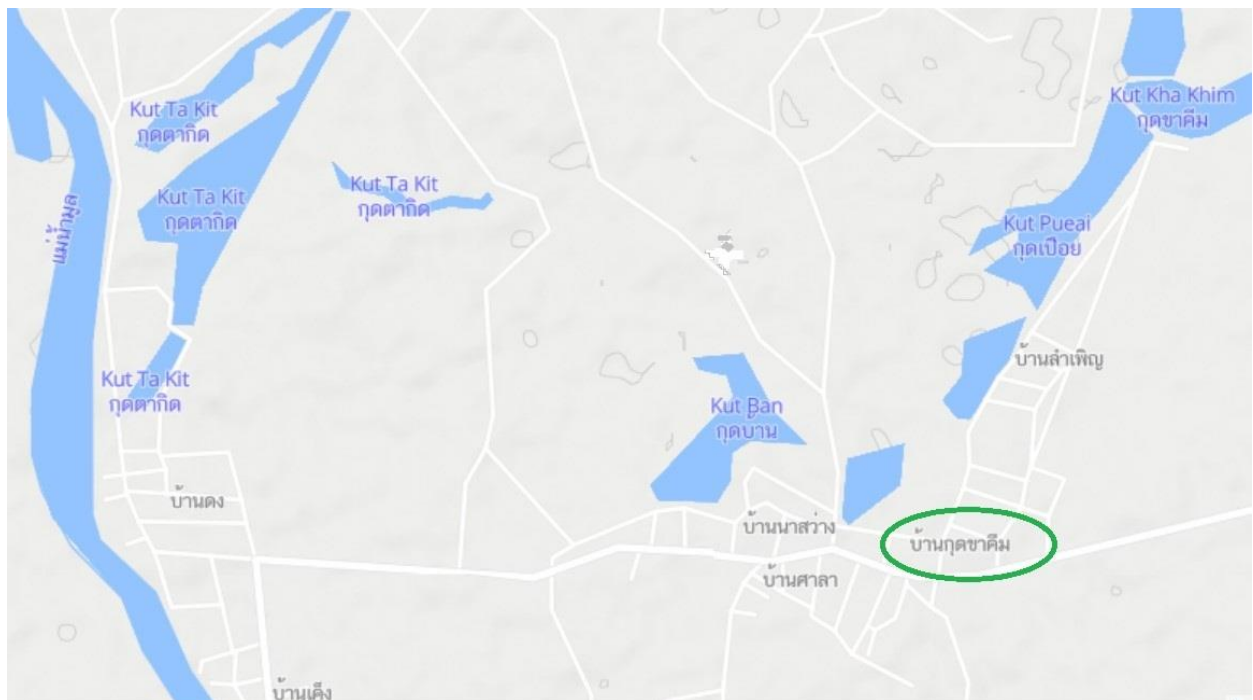 Kut Ta Kit
กุดตากิด
Kut Kha Khim
กุดขาคีม
Kut Ta Kit
กุดตากิด
Kut Ta Kit
กุดตากิด
แม่น้ำมูล
Kut Pueai
กุดเปือย
บ้านลำเพิญ
Kut Ta Kit
กุดตากิด
Kut Ban
กุดบ้าน
บ้านดง
บ้านนาสว่าง
บ้านกุดขาคีม
บ้านศาลา
บ้านเค็ง